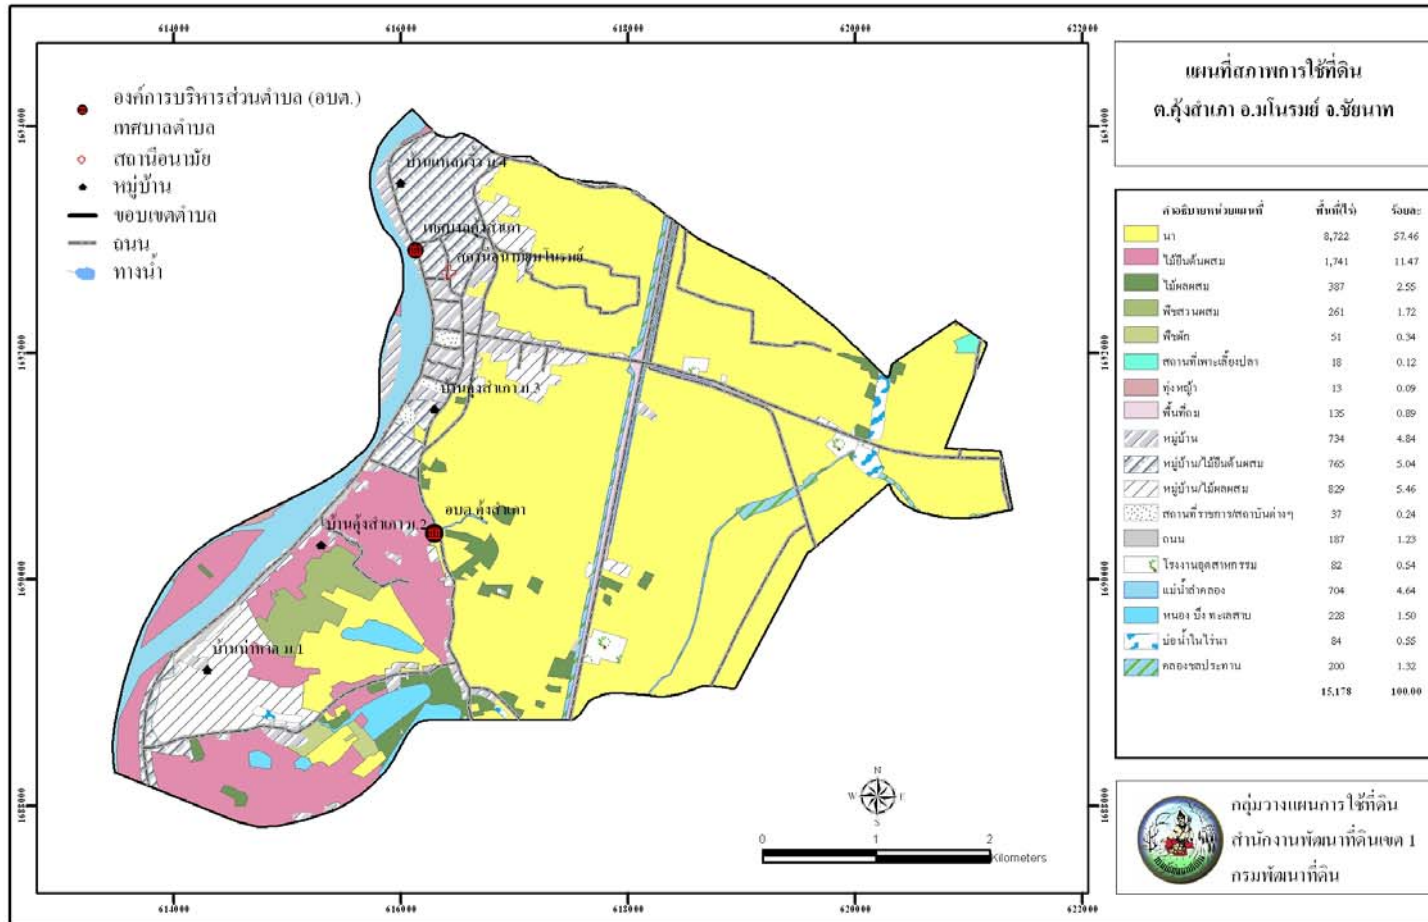 614000
616000
618000
620000
622000
1694000
1692000
1690000
1688000
องค์การบริหารส่วนตำบล (อบต.)
เทศบาลตำบล
สถานีอนามัย
หมู่บ้าน
ขอบเขตตำบล
ถนน
ทางน้ำ
บ้านแหลมงิ้ว ม.4
เทศบาลคุ้งสำเภา
สถานีอนามัยมโนรมย์
บ้านคุ้งสำเภา ม.3
อบต.คุ้งสำเภา
บ้านคุ้งสำเภา ม.2
ม.1
N
W E
S
0 1 2
Kilometers
แผนที่สภาพการใช้ที่ดิน
ต.คุ้งสำเภา อ.มโนรมย์ จ.ชัยนาท
คำอธิบายหน่วยแผนที่ พื้นที่(ไร่) ร้อยละ
นา 8,722 57.46
ไม้ยืนต้นผสม 1,741 11.47
ไม้ผลผสม 387 2.55
พืชสวนผสม 261 1.72
พืชผัก 51 0.34
สถานที่เพาะเลี้ยงปลา 18 0.12
ทุ่งหญ้า 13 0.09
พื้นที่ถม 135 0.89
หมู่บ้าน 734 4.84
หมู่บ้าน/ไม้ยืนต้นผสม 765 5.04
หมู่บ้าน/ไม้ผลผสม 829 5.46
สถานที่ราชการ/สถาบันต่างๆ 37 0.24
ถนน 187 1.23
โรงงานอุตสาหกรรม 82 0.54
แม่น้ำลำคลอง 704 4.64
หนอง บึง ทะเลสาบ 228 1.50
บ่อน้ำในไร่นา 84 0.55
คลองชลประทาน 200 1.32
15,178 100.00
กลุ่มวางแผนการใช้ที่ดิน
สำนักงานพัฒนาที่ดินเขต 1
กรมพัฒนาที่ดิน
1694000
1692000
1690000
1688000
614000
616000
618000
620000
622000